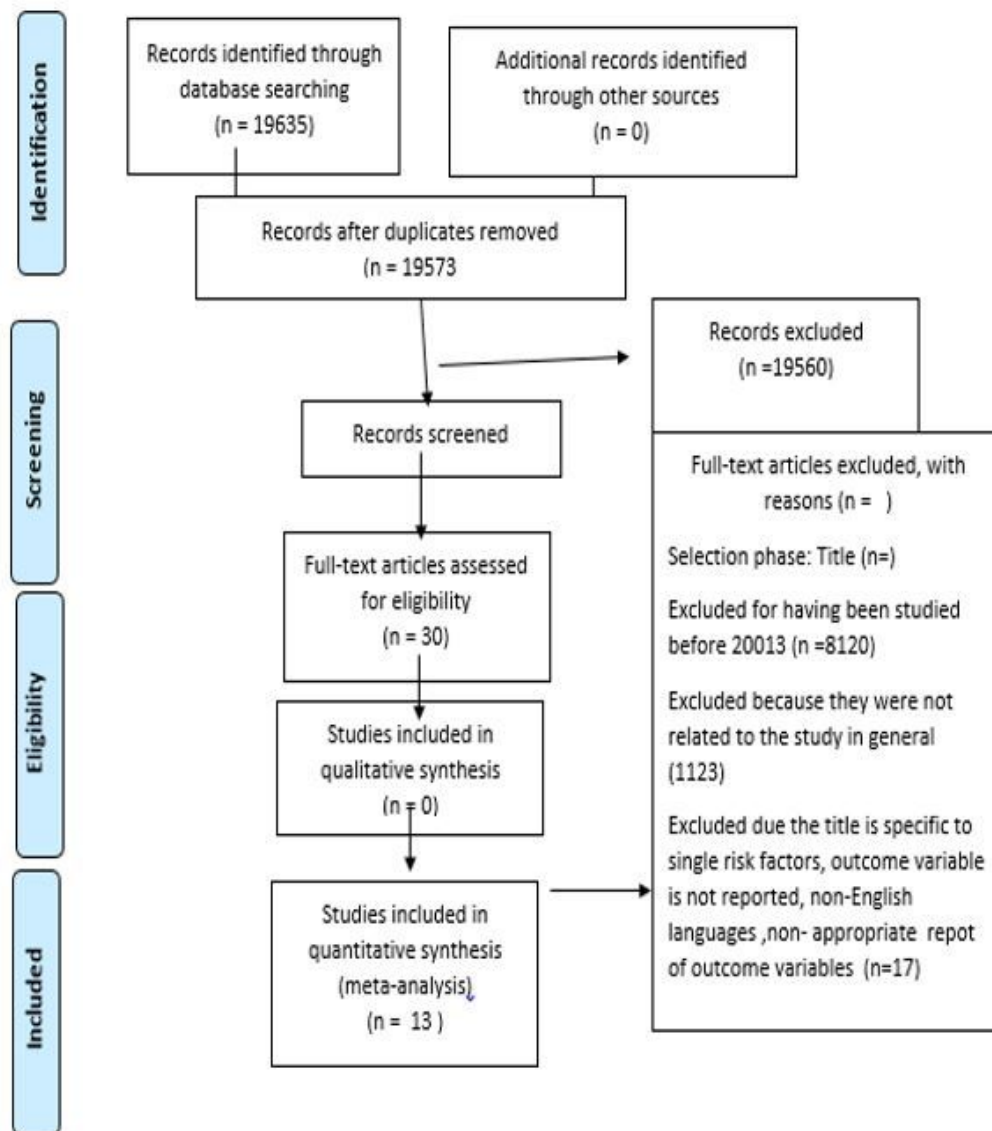 Identification
Records identified through
database searching
(n = 19635)
Additional records identified
through other sources
(n = 0)
Records after duplicates removed
(n = 19573
Screening
Records excluded
(n =19560)
Records screened
Full-text articles assessed
for eligibility
(n = 30)
Full-text articles excluded, with
reasons (n =   )
Selection phase: Title (n=)
Excluded for having been studied
before 20013 (n =8120)
Excluded because they were not
related to the study in general
(1123)
Excluded due the title is specific to
single risk factors, outcome variable
is not reported, non-English
languages ,non- appropriate  repot
of outcome variables  (n=17)
Eligibility
Studies included in
qualitative synthesis
(n = 0)
Included
Studies included in
quantitative synthesis
(meta-analysis)
(n =  13 )